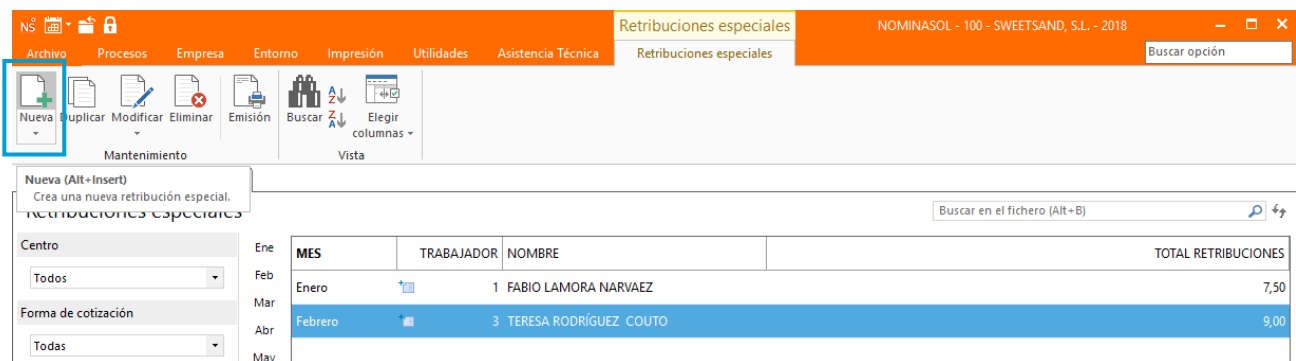 NS
Retribuciones especiales
NOMINASOL - 100 - SWEETSAND, S.L. - 2018
Archivo Procesos Empresa Entorno Impresión Utilidades Asistencia Técnica Retribuciones especiales
Buscar opción
Nueva Duplicar Modificar Eliminar Emisión Buscar Elegir columnas
Mantenimiento Vista
Nueva (Alt+Insert)
Crea una nueva retribución especial.
Retribuciones especiales
Buscar en el fichero (Alt+B)
Centro
Todos
Forma de cotización
Todas
Ene
Feb
Mar
Abr
May
MES TRABAJADOR NOMBRE TOTAL RETRIBUCIONES
Enero 1 FABIO LAMORA NARVAEZ 7,50
Febrero 3 TERESA RODRÍGUEZ COUTO 9,00